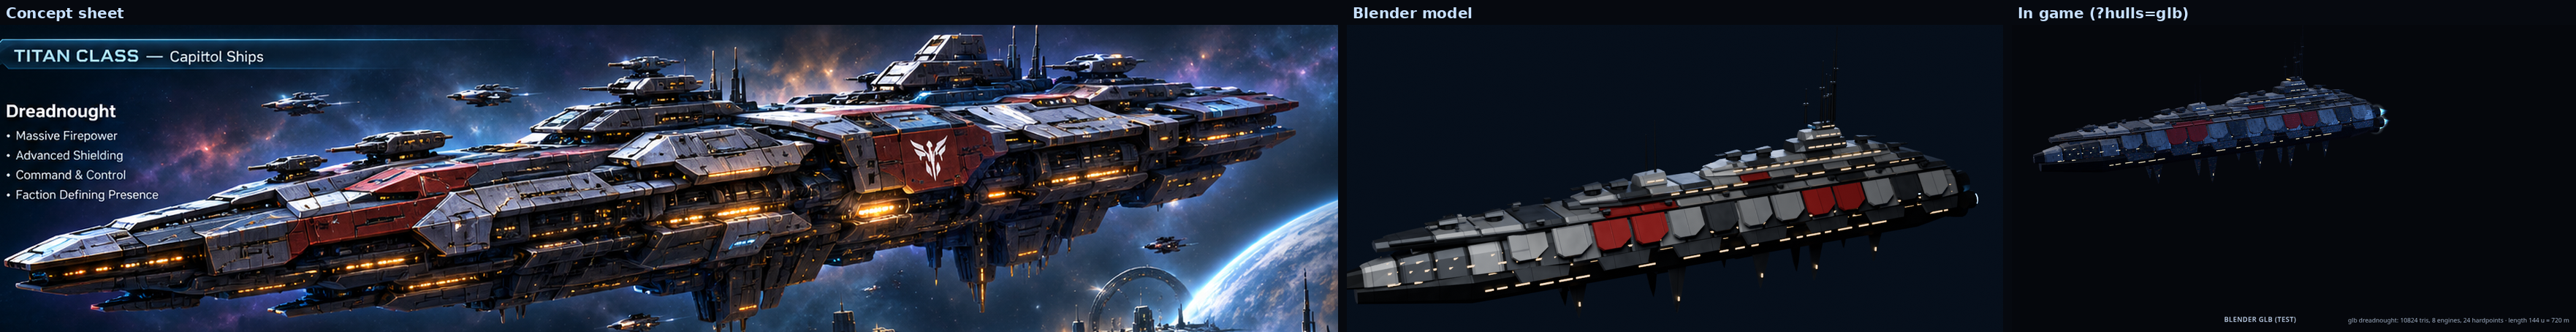 Concept sheet
Blender model
In game (?hulls=glb)
TITAN CLASS — Capittol Ships
Dreadnought
• Massive Firepower
• Advanced Shielding
• Command & Control
• Faction Defining Presence
BLENDER GLB (TEST)
glb dreadnought: 10824 tris, 8 engines, 24 hardpoints · length 144 u = 720 m